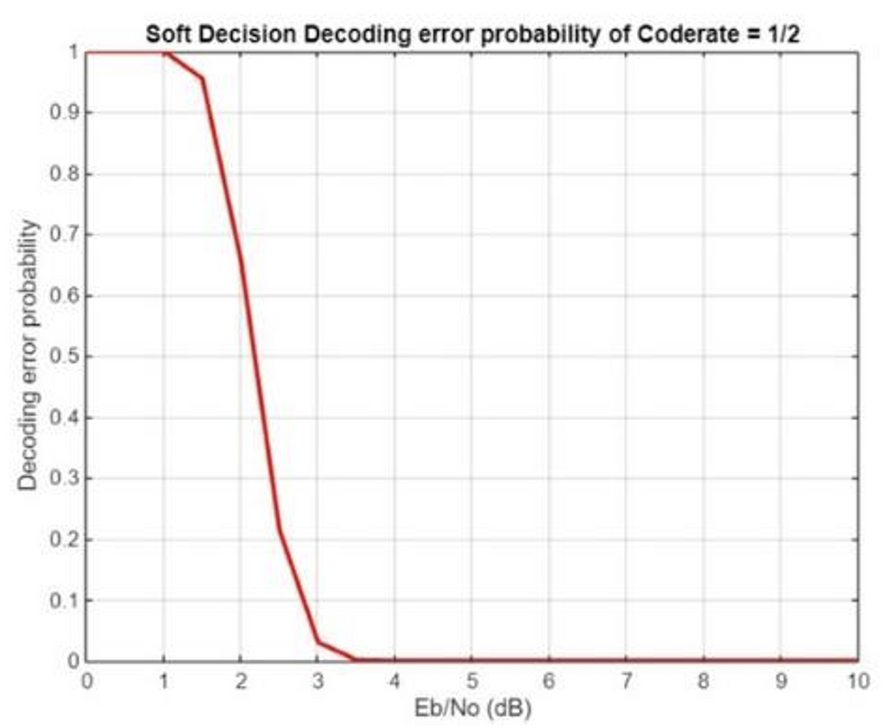 Soft Decision Decoding error probability of Coderate = 1/2
1
0.9
0.8
0.7
0.6
0.5
0.4
0.3
0.2
0.1
0
Decoding error probability
0 1 2 3 4 5 6 7 8 9 10
Eb/No (dB)